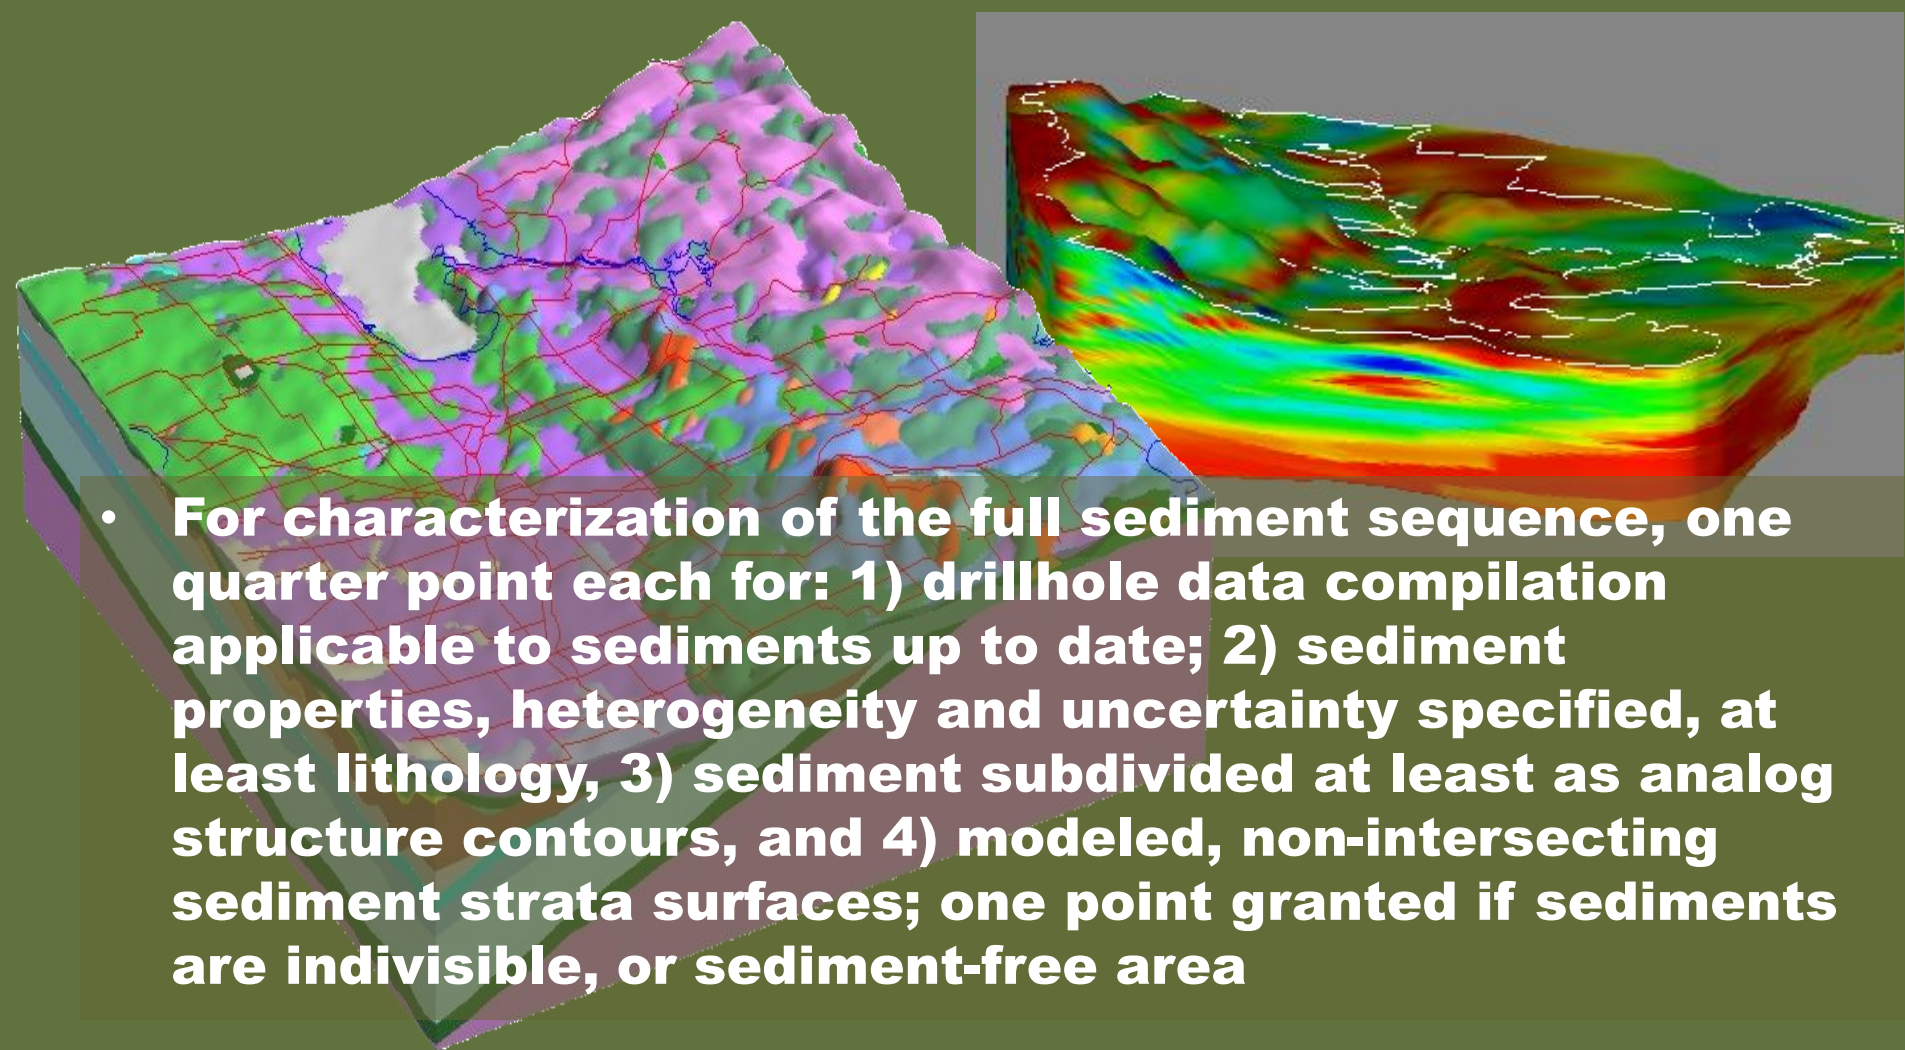 • For characterization of the full sediment sequence, one
quarter point each for: 1) drillhole data compilation
applicable to sediments up to date; 2) sediment
properties, heterogeneity and uncertainty specified, at
least lithology, 3) sediment subdivided at least as analog
structure contours, and 4) modeled, non-intersecting
sediment strata surfaces; one point granted if sediments
are indivisible, or sediment-free area